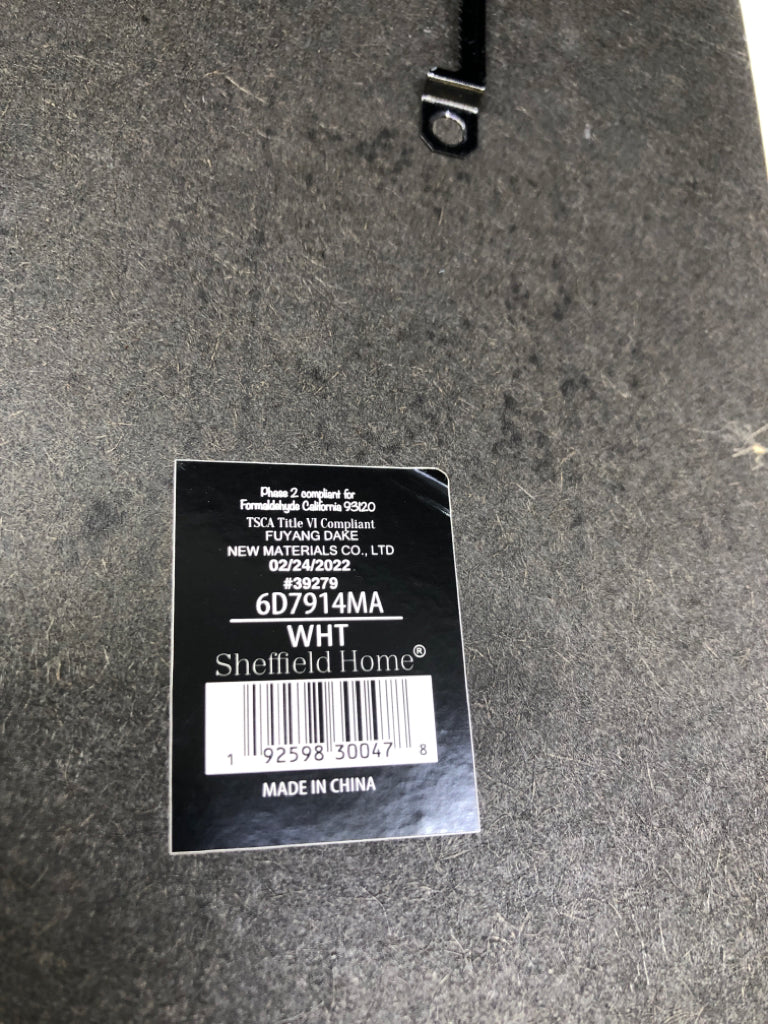 Phase 2 compliant for
Formaldehyde California 93120
TSCA Title VI Compliant
FUYANG DAKE
NEW MATERIALS CO., LTD
02/24/2022
#39279
6D7914MA
WHT
Sheffield Home®
1 92598 30047 8
MADE IN CHINA